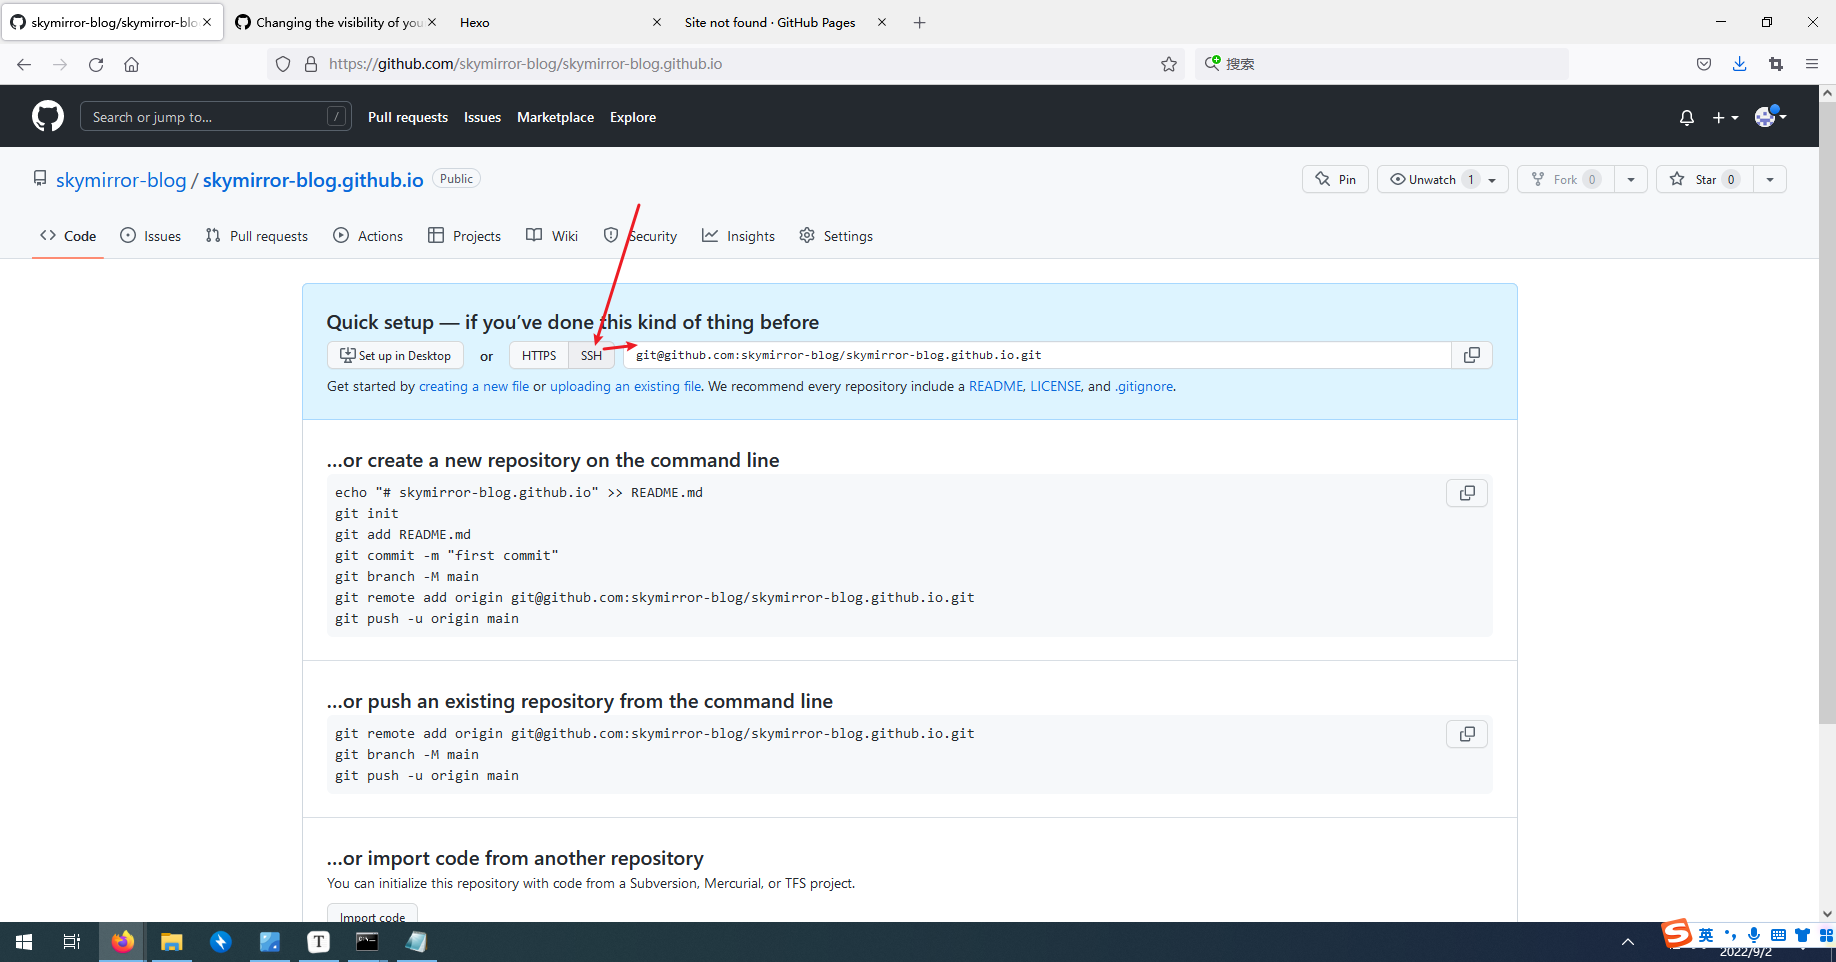 skymirror-blog/skymirror-blo
Changing the visibility of you
Hexo
Site not found · GitHub Pages
https://github.com/skymirror-blog/skymirror-blog.github.io
搜索
Search or jump to...
/
Pull requests
Issues
Marketplace
Explore
skymirror-blog / skymirror-blog.github.io
Public
Pin
Unwatch 1
Fork 0
Star 0
Code
Issues
Pull requests
Actions
Projects
Wiki
Security
Insights
Settings
Quick setup — if you’ve done this kind of thing before
Set up in Desktop
or
HTTPS
SSH
git@github.com:skymirror-blog/skymirror-blog.github.io.git
Get started by creating a new file or uploading an existing file. We recommend every repository include a README, LICENSE, and .gitignore.
…or create a new repository on the command line
echo "# skymirror-blog.github.io" >> README.md
git init
git add README.md
git commit -m "first commit"
git branch -M main
git remote add origin git@github.com:skymirror-blog/skymirror-blog.github.io.git
git push -u origin main
…or push an existing repository from the command line
git remote add origin git@github.com:skymirror-blog/skymirror-blog.github.io.git
git branch -M main
git push -u origin main
…or import code from another repository
You can initialize this repository with code from a Subversion, Mercurial, or TFS project.
Import code
T
S
英
2022/9/2